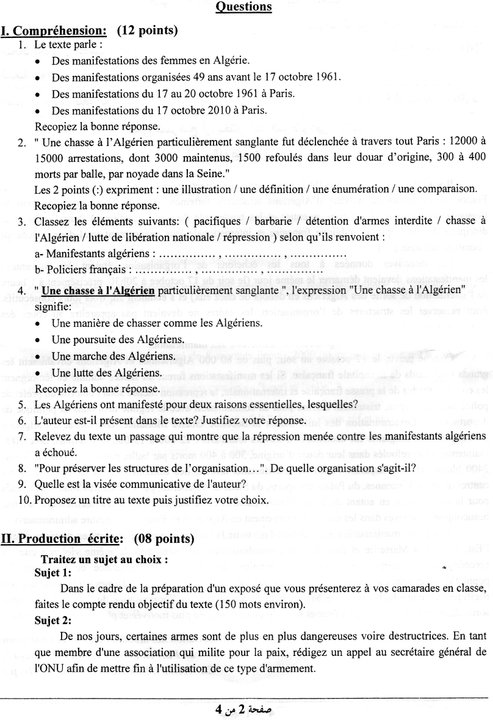 Questions
I. Compréhension: (12 points)
1. Le texte parle :
• Des manifestations des femmes en Algérie.
• Des manifestations organisées 49 ans avant le 17 octobre 1961.
• Des manifestations du 17 au 20 octobre 1961 à Paris.
• Des manifestations du 17 octobre 2010 à Paris.
Recopiez la bonne réponse.
2. " Une chasse à l'Algérien particulièrement sanglante fut déclenchée à travers tout Paris : 12000 à
15000 arrestations, dont 3000 maintenus, 1500 refoulés dans leur douar d'origine, 300 à 400
morts par balle, par noyade dans la Seine."
Les 2 points (:) expriment : une illustration / une définition / une énumération / une comparaison.
Recopiez la bonne réponse.
3. Classez les éléments suivants: ( pacifiques / barbarie / détention d'armes interdite / chasse à
l'Algérien / lutte de libération nationale / répression ) selon qu'ils renvoient :
a- Manifestants algériens : ..............., ..............., ...............
b- Policiers français : ..............., ..............., ...............
4. " Une chasse à l'Algérien particulièrement sanglante ", l'expression "Une chasse à l'Algérien"
signifie:
• Une manière de chasser comme les Algériens.
• Une poursuite des Algériens.
• Une marche des Algériens.
• Une lutte des Algériens.
Recopiez la bonne réponse.
5. Les Algériens ont manifesté pour deux raisons essentielles, lesquelles?
6. L'auteur est-il présent dans le texte? Justifiez votre réponse.
7. Relevez du texte un passage qui montre que la répression menée contre les manifestants algériens
a échoué.
8. "Pour préserver les structures de l'organisation…". De quelle organisation s'agit-il?
9. Quelle est la visée communicative de l'auteur?
10. Proposez un titre au texte puis justifiez votre choix.
II. Production écrite: (08 points)
Traitez un sujet au choix :
Sujet 1:
Dans le cadre de la préparation d'un exposé que vous présenterez à vos camarades en classe,
faites le compte rendu objectif du texte (150 mots environ).
Sujet 2:
De nos jours, certaines armes sont de plus en plus dangereuses voire destructrices. En tant
que membre d'une association qui milite pour la paix, rédigez un appel au secrétaire général de
l'ONU afin de mettre fin à l'utilisation de ce type d'armement.
صفحة 2 من 4